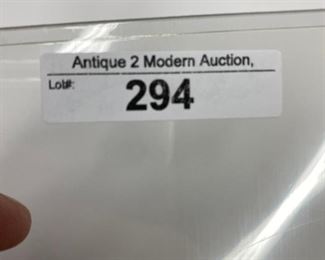 Antique 2 Modern Auction,
Lot#: 294